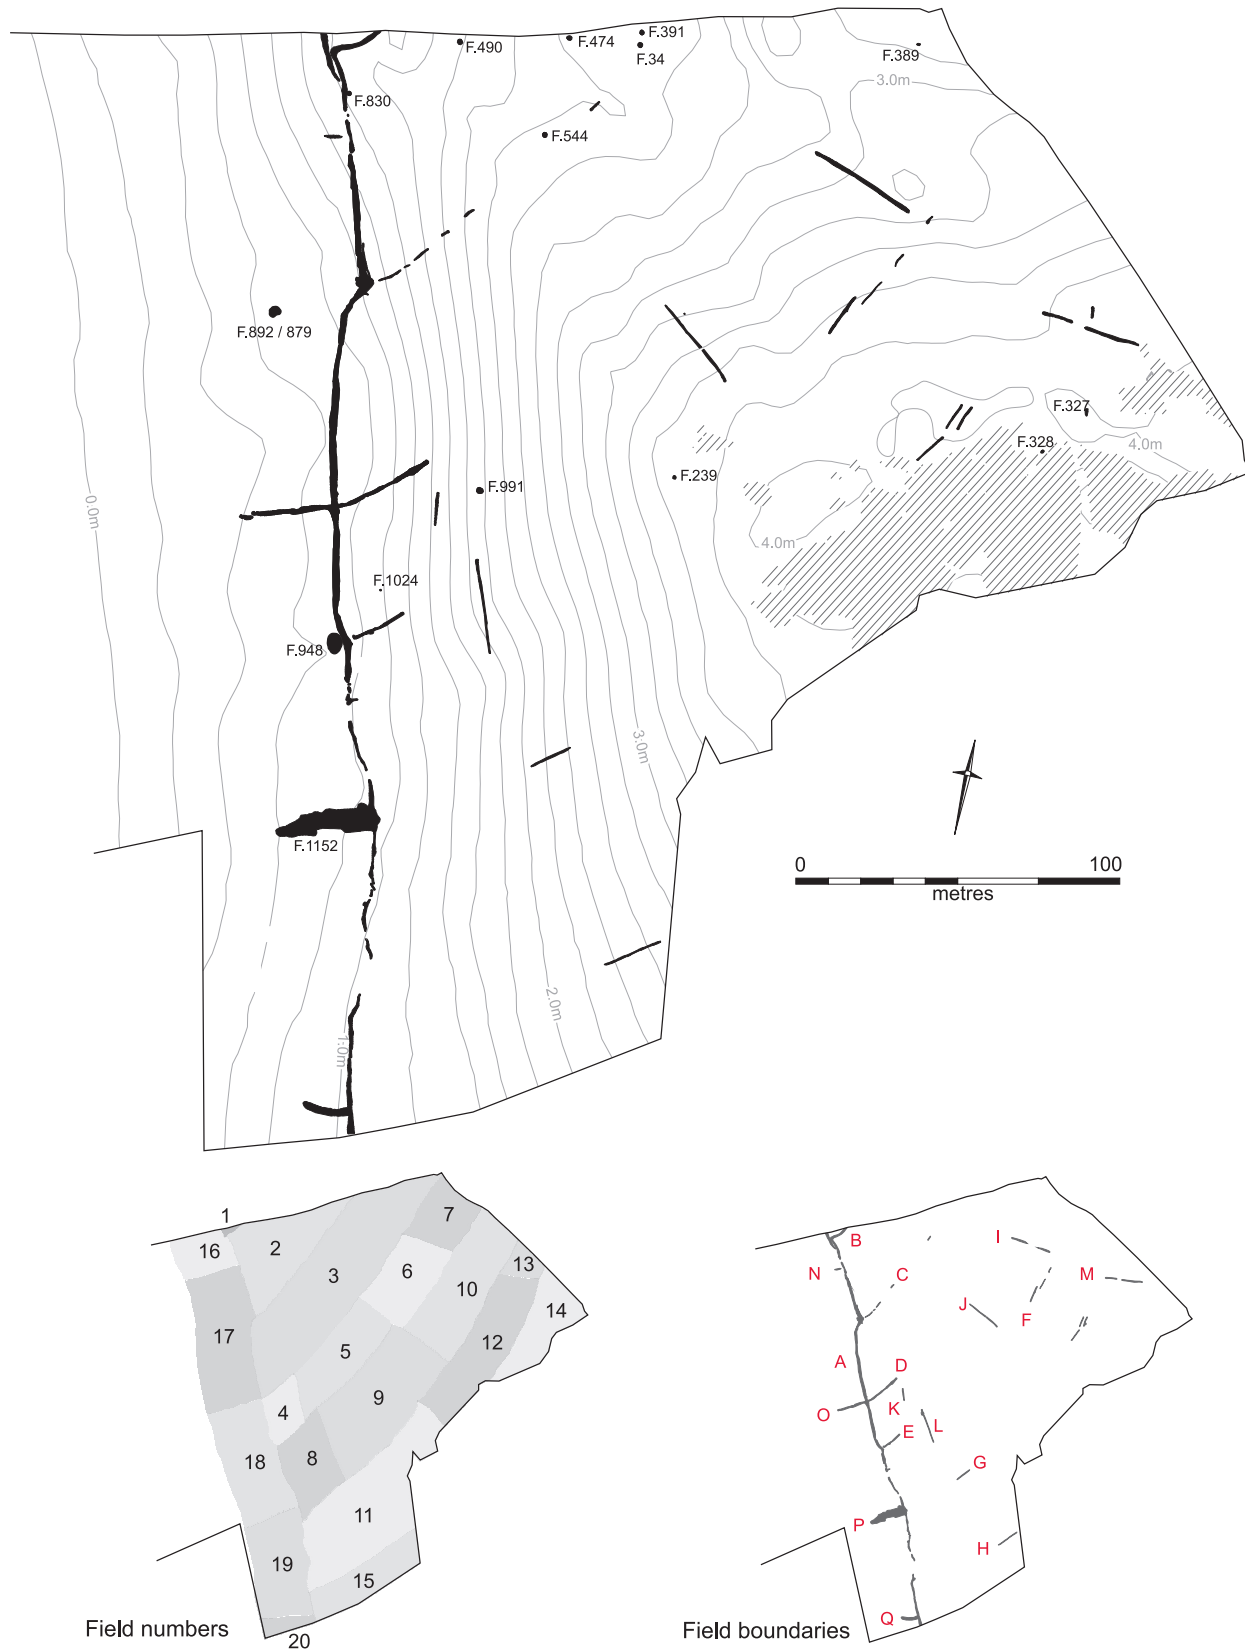 F.391
F.490
F.474
F.34
F.389
3.0m
F.830
F.544
F.892 / 879
F.327
F.328
4.0m
F.239
F.991
0.0m
4.0m
F.1024
F.948
3.0m
F.1152
0 100
metres
2.0m
1.0m
1
2
3
4
5
6
7
8
9
10
11
12
13
14
15
16
17
18
19
20
Field numbers
B
I
N
C
M
J
F
A
D
O
K
L
E
G
P
H
Q
Field boundaries